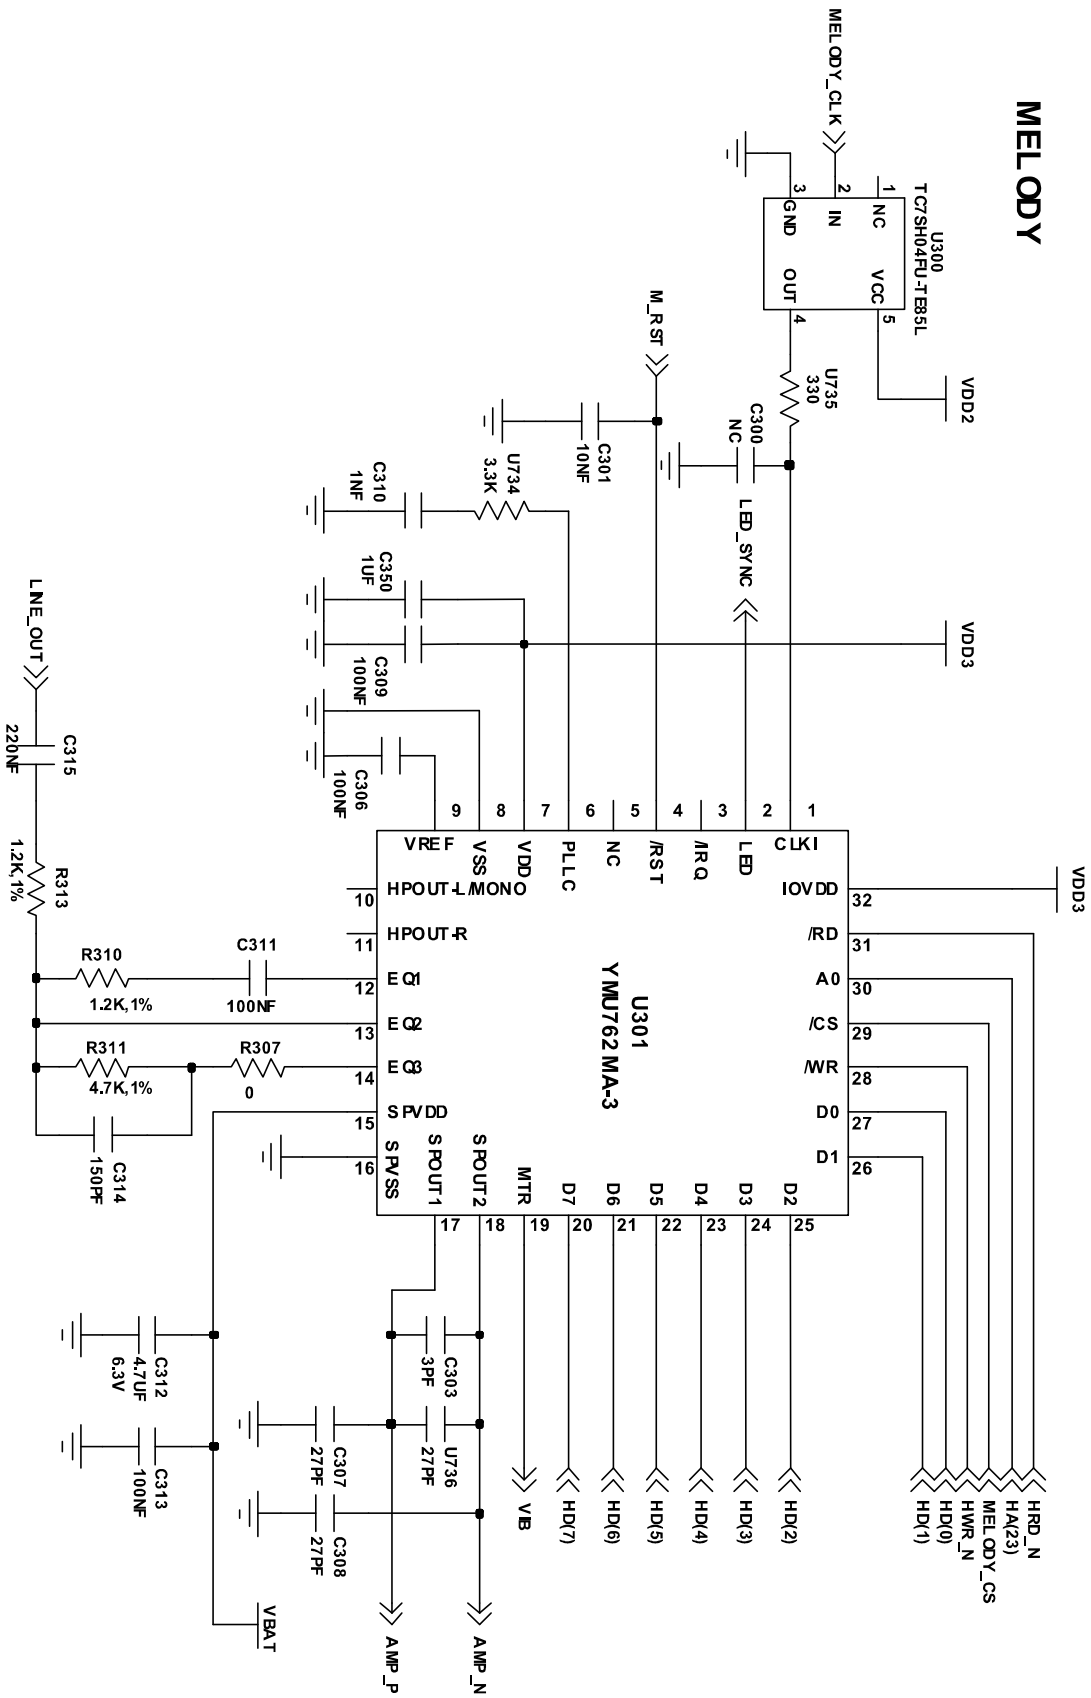 MELODY
MELODY_CLK
U300
TC7SH04FU-TE85L
1
NC
2
IN
3
GND
VCC
5
OUT
4
VDD2
U735
330
C300
NC
M_RST
C301
10NF
LED_SYNC
U734
3.3K
C310
1NF
C350
1UF
C309
100NF
C306
100NF
VDD3
VDD3
LINE_OUT
C315
220NF
R313
1.2K,1%
R310
1.2K,1%
C311
100NF
R311
4.7K,1%
R307
0
C314
150PF
U301
YMU762MA-3
1
CLKI
2
LED
3
/IRQ
4
/RST
5
NC
6
PLLC
7
VDD
8
VSS
9
VREF
10
HPOUT-L/MONO
11
HPOUT-R
12
EQ1
13
EQ2
14
EQ3
15
SPVDD
16
SPVSS
17
SPOUT1
18
SPOUT2
19
MTR
20
D7
21
D6
22
D5
23
D4
24
D3
25
D2
26
D1
27
D0
28
/WR
29
/CS
30
A0
31
/RD
32
IOVDD
HRD_N
HA(23)
MELODY_CS
HWR_N
HD(0)
HD(1)
HD(2)
HD(3)
HD(4)
HD(5)
HD(6)
HD(7)
VIB
C303
3PF
U736
27PF
C307
27PF
C308
27PF
C312
4.7UF
6.3V
C313
100NF
AMP_N
AMP_P
VBAT